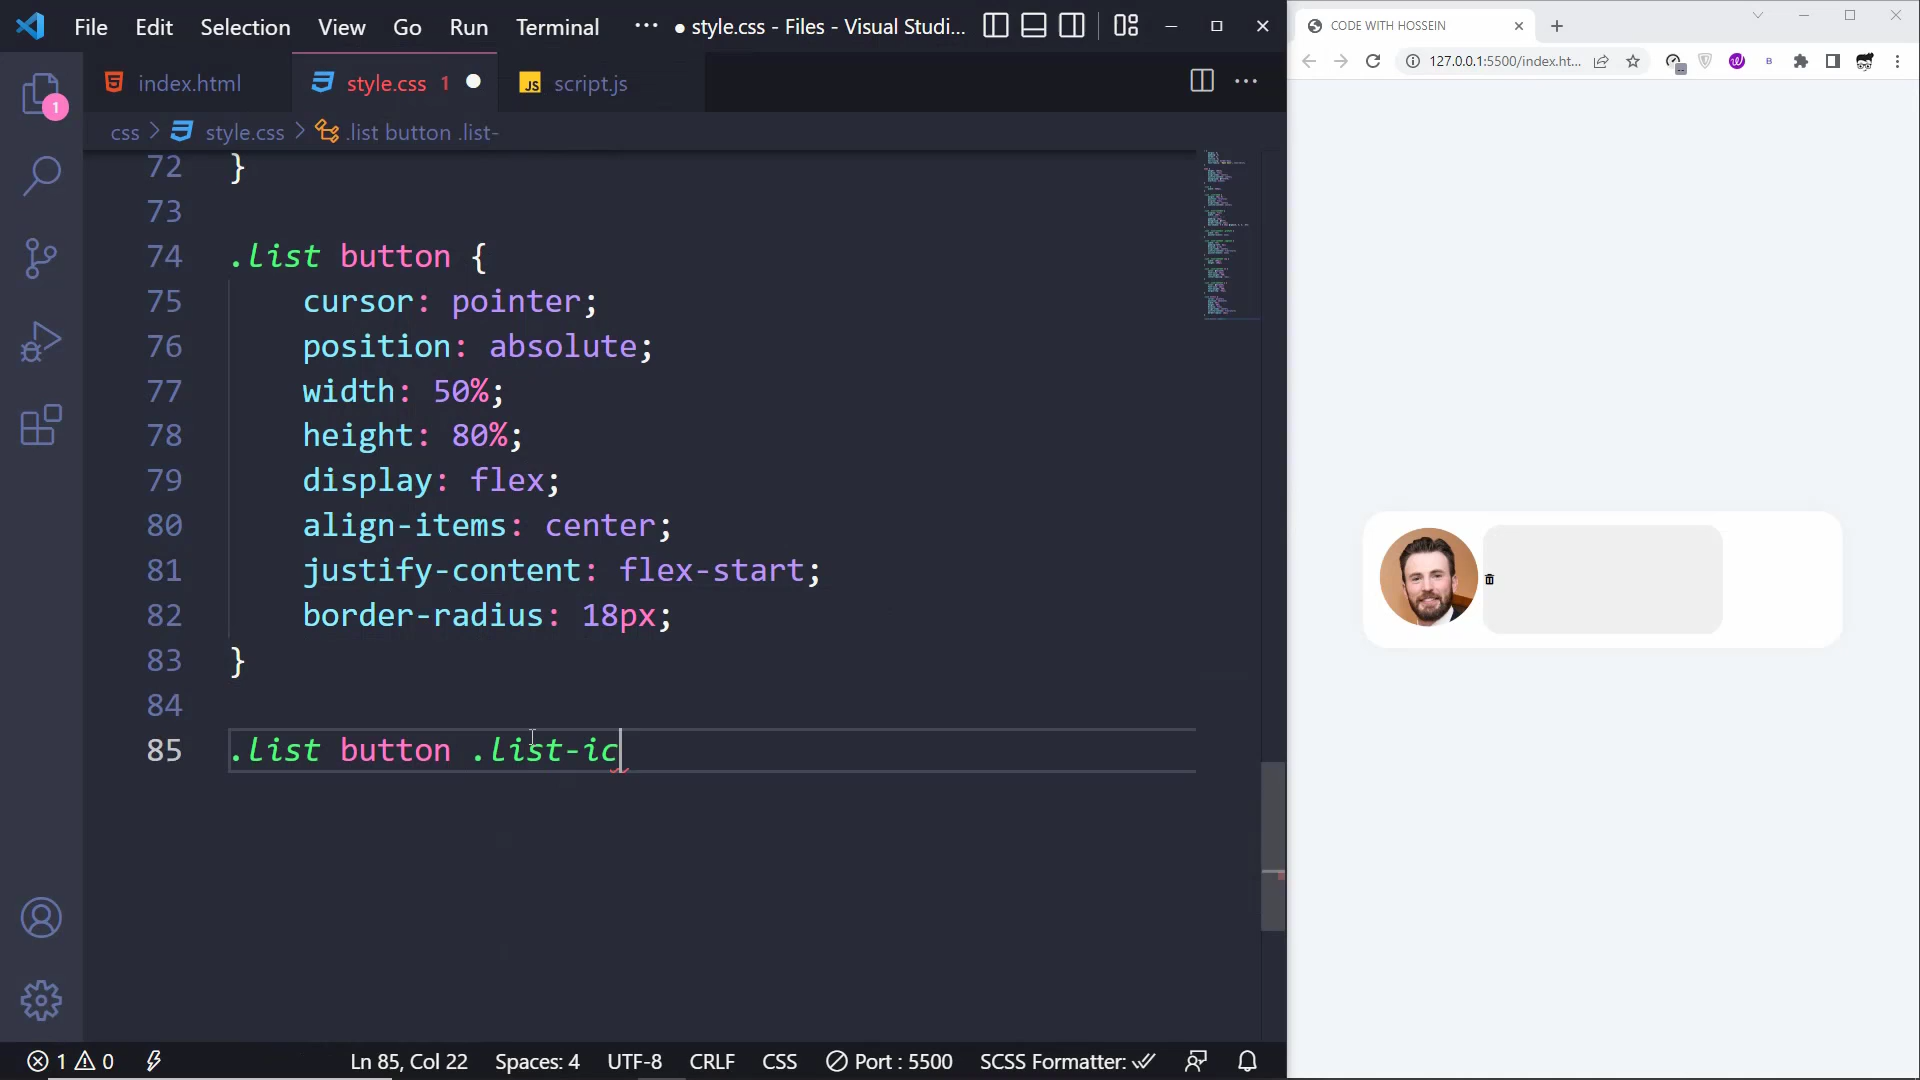 File Edit Selection View Go Run Terminal ··· ● style.css - Files - Visual Studi...
1
index.html
style.css 1
JS script.js
css > style.css > .list button .list-
72 }
73
74 .list button {
75 cursor: pointer;
76 position: absolute;
77 width: 50%;
78 height: 80%;
79 display: flex;
80 align-items: center;
81 justify-content: flex-start;
82 border-radius: 18px;
83 }
84
85 .list button .list-ic
1 0 Ln 85, Col 22 Spaces: 4 UTF-8 CRLF CSS Port : 5500 SCSS Formatter:
CODE WITH HOSSEIN
127.0.0.1:5500/index.ht...
B